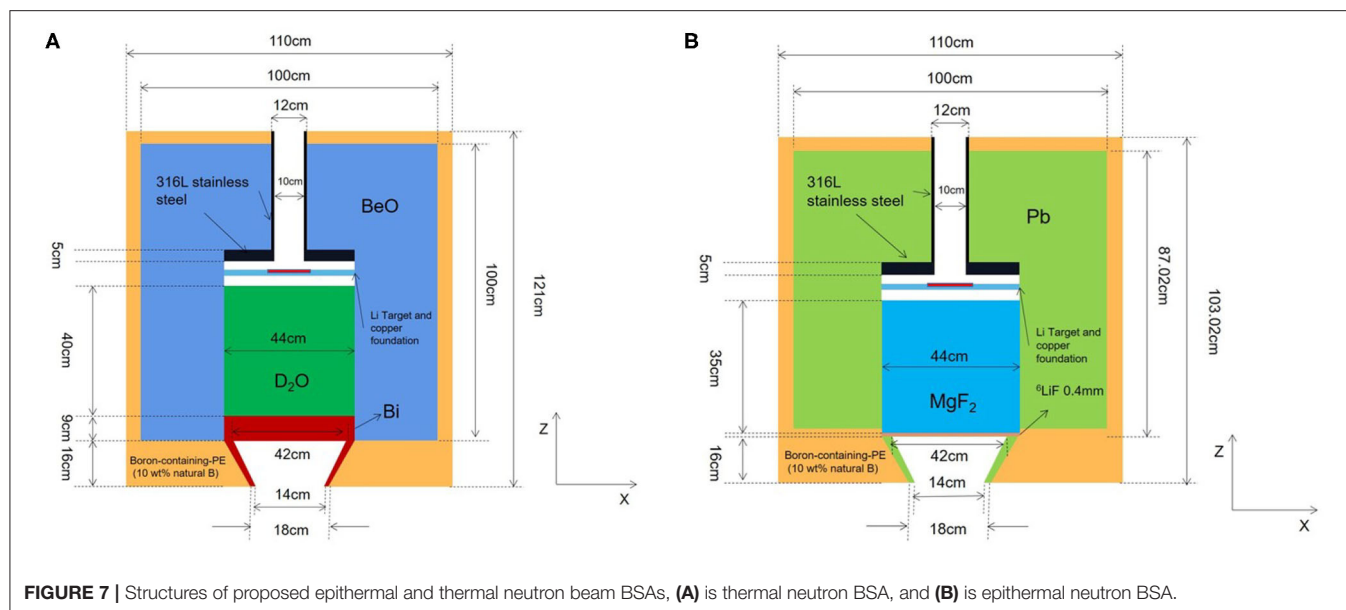 A
110cm
100cm
12cm
316L stainless
steel
10cm
BeO
5cm
100cm
121cm
Li Target and
copper
foundation
40cm
44cm
D₂O
Bi
9cm
16cm
Boron-containing-PE
(10 wt% natural B)
42cm
14cm
18cm
Z
X
B
110cm
100cm
12cm
316L
stainless steel
10cm
Pb
5cm
87.02cm
103.02cm
Li Target and
copper
foundation
35cm
44cm
⁶LiF 0.4mm
MgF₂
16cm
Boron-containing-PE
(10 wt% natural B)
42cm
14cm
18cm
Z
X
FIGURE 7 | Structures of proposed epithermal and thermal neutron beam BSAs, (A) is thermal neutron BSA, and (B) is epithermal neutron BSA.